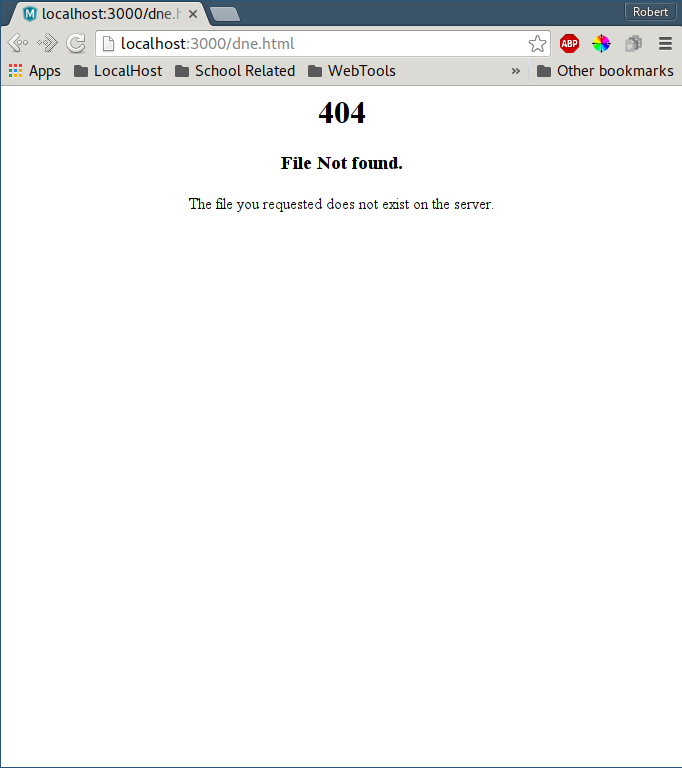 localhost:3000/dne.h
Robert
localhost:3000/dne.html
ABP
Apps LocalHost School Related WebTools » Other bookmarks
404
File Not found.
The file you requested does not exist on the server.